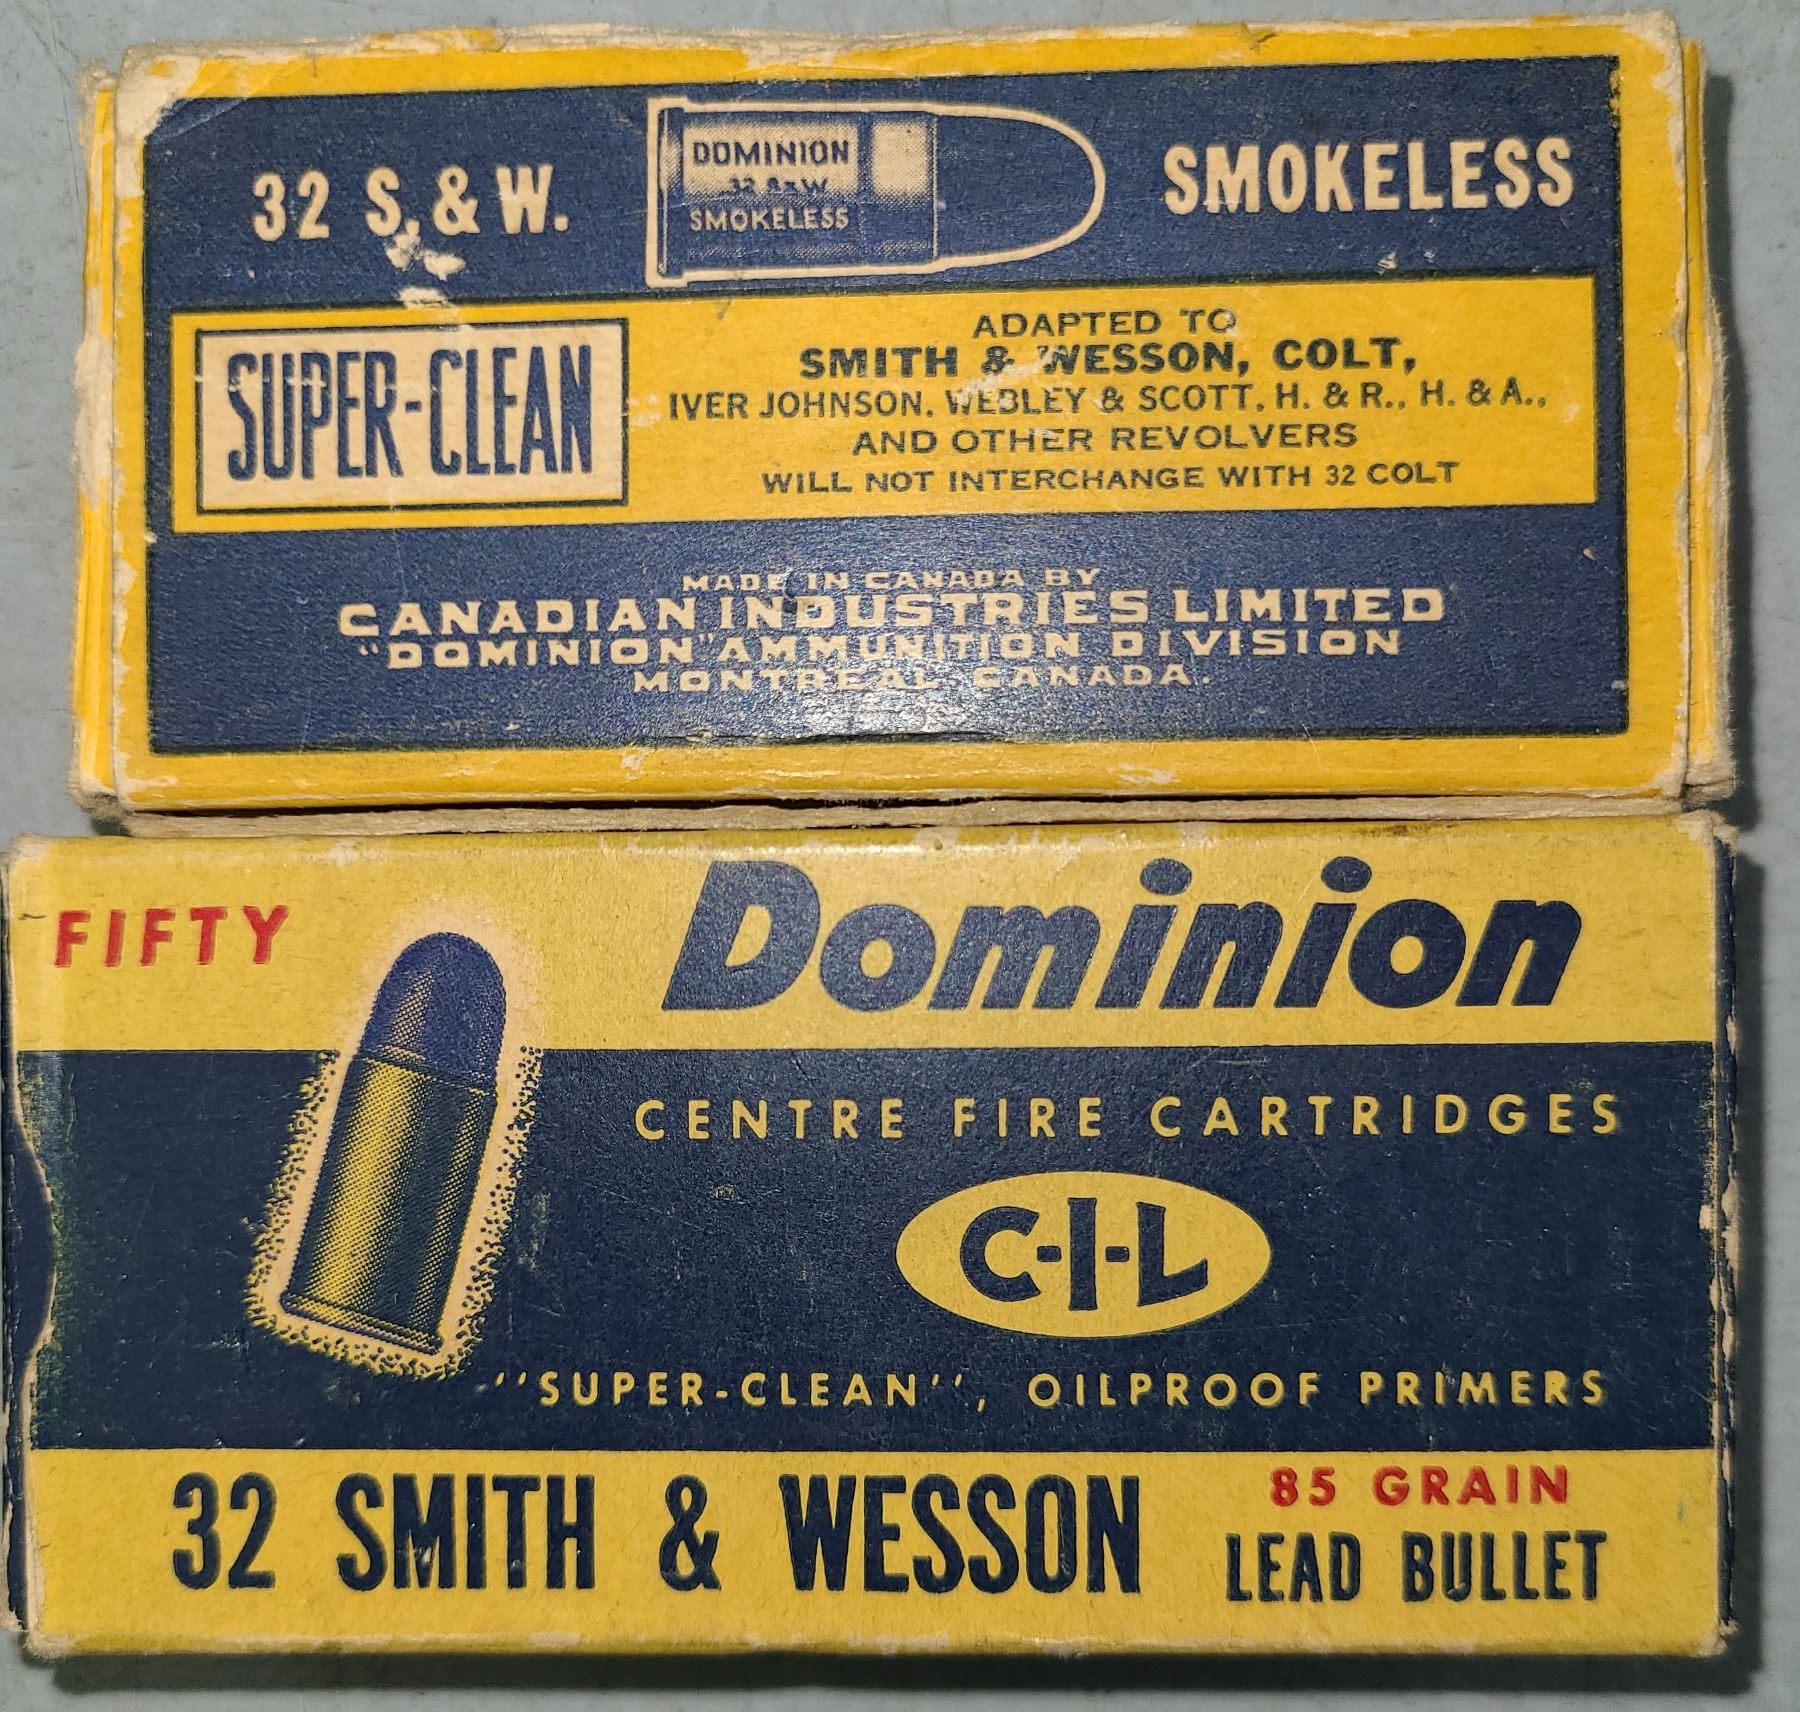 32 S. & W.
DOMINION
32 S&W
SMOKELESS
SMOKELESS
SUPER-CLEAN
ADAPTED TO
SMITH & WESSON, COLT,
IVER JOHNSON, WEBLEY & SCOTT, H. & R., H. & A.,
AND OTHER REVOLVERS
WILL NOT INTERCHANGE WITH 32 COLT
MADE IN CANADA BY
CANADIAN INDUSTRIES LIMITED
"DOMINION" AMMUNITION DIVISION
MONTREAL CANADA.
FIFTY
Dominion
CENTRE FIRE CARTRIDGES
C-I-L
''SUPER-CLEAN'', OILPROOF PRIMERS
32 SMITH & WESSON
85 GRAIN
LEAD BULLET